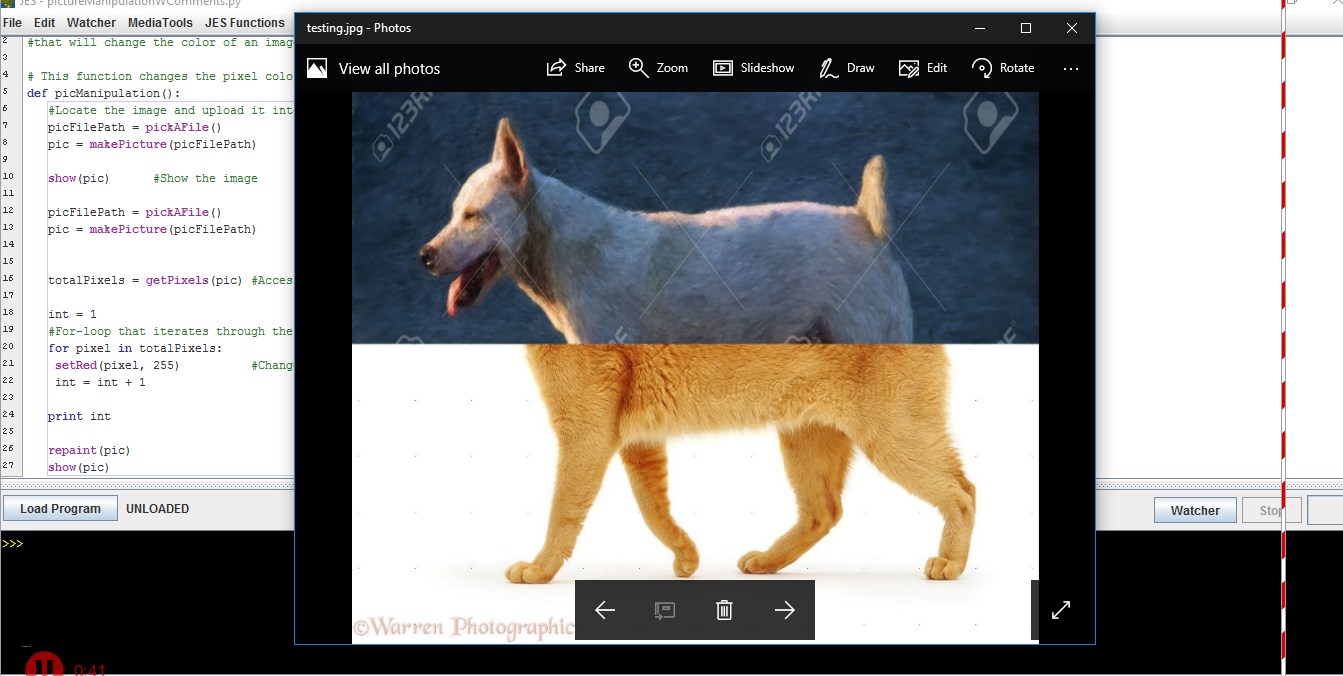 JES - pictureManipulationWComments.py
File Edit Watcher MediaTools JES Functions
2 #that will change the color of an imag
3
4 # This function changes the pixel colo
5 def picManipulation():
6 #Locate the image and upload it int
7 picFilePath = pickAFile()
8 pic = makePicture(picFilePath)
9
10 show(pic) #Show the image
11
12 picFilePath = pickAFile()
13 pic = makePicture(picFilePath)
14
15
16 totalPixels = getPixels(pic) #Acces
17
18 int = 1
19 #For-loop that iterates through the
20 for pixel in totalPixels:
21 setRed(pixel, 255) #Chang
22 int = int + 1
23
24 print int
25
26 repaint(pic)
27 show(pic)
Load Program UNLOADED
>>>
0:41
testing.jpg - Photos
View all photos Share Zoom Slideshow Draw Edit Rotate ...
©123RF ©123RF
©Warren Photographic
Watcher Stop